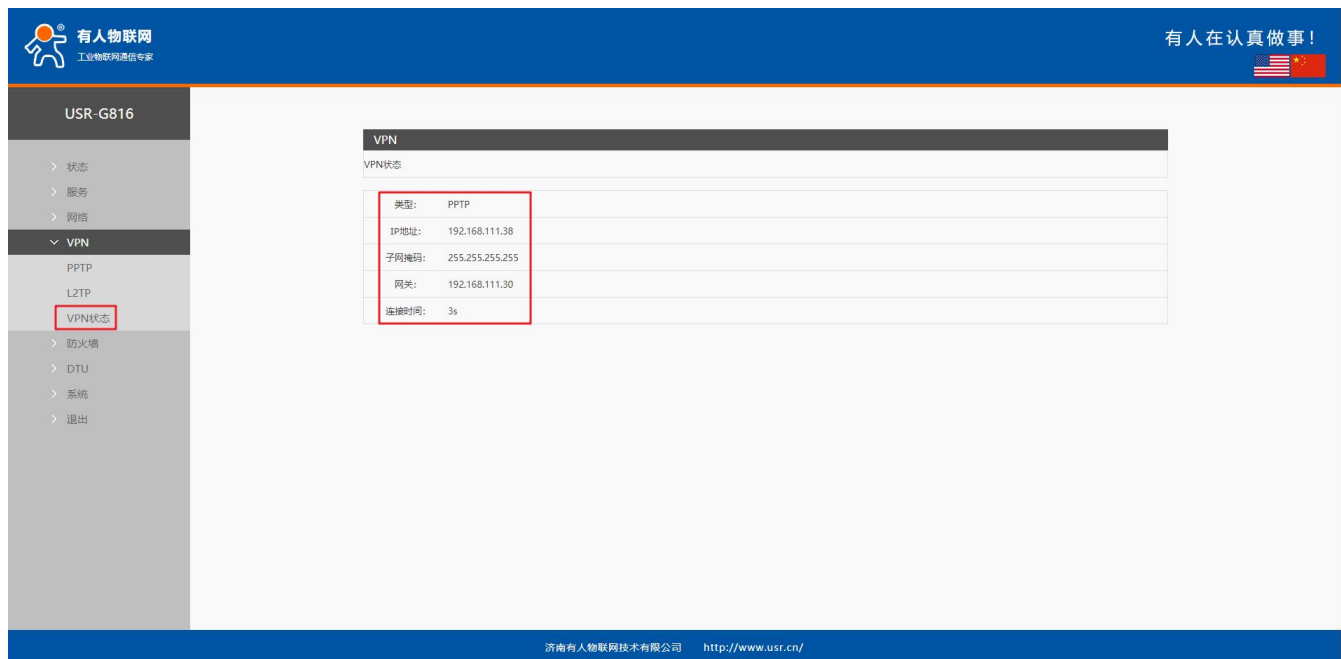 有人物联网
工业物联网通信专家
有人在认真做事!
USR-G816
状态
服务
网络
VPN
PPTP
L2TP
VPN状态
防火墙
DTU
系统
退出
VPN
VPN状态
类型: PPTP
IP地址: 192.168.111.38
子网掩码: 255.255.255.255
网关: 192.168.111.30
连接时间: 3s
济南有人物联网技术有限公司 http://www.usr.cn/